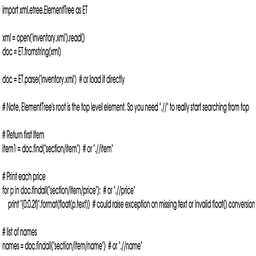 import xml.etree.ElementTree as ET
xml = open('inventory.xml').read()
doc = ET.fromstring(xml)
doc = ET.parse('inventory.xml')  # or load it directly
# Note, ElementTree's root is the top level element. So you need ".//" to really start searching from top
# Return first Item
item1 = doc.find("section/item")  # or ".//item"
# Print each price
for p in doc.findall("section/item/price"):  # or ".//price"
    print "{0:0.2f}".format(float(p.text))  # could raise exception on missing text or invalid float() conversion
# list of names
names = doc.findall("section/item/name")  # or ".//name"